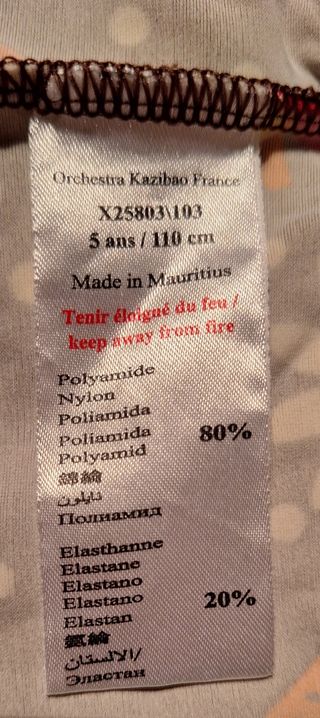 Orchestra Kazibao France
X25803\103
5 ans / 110 cm
Made in Mauritius
Tenir éloigné du feu /
keep away from fire
Polyamide
Nylon
Poliamida
Poliamida 80%
Polyamid
錦綸
نايلون
Полиамид
Elasthanne
Elastane
Elastano
Elastano 20%
Elastan
氨綸
الالستان/
Эластан